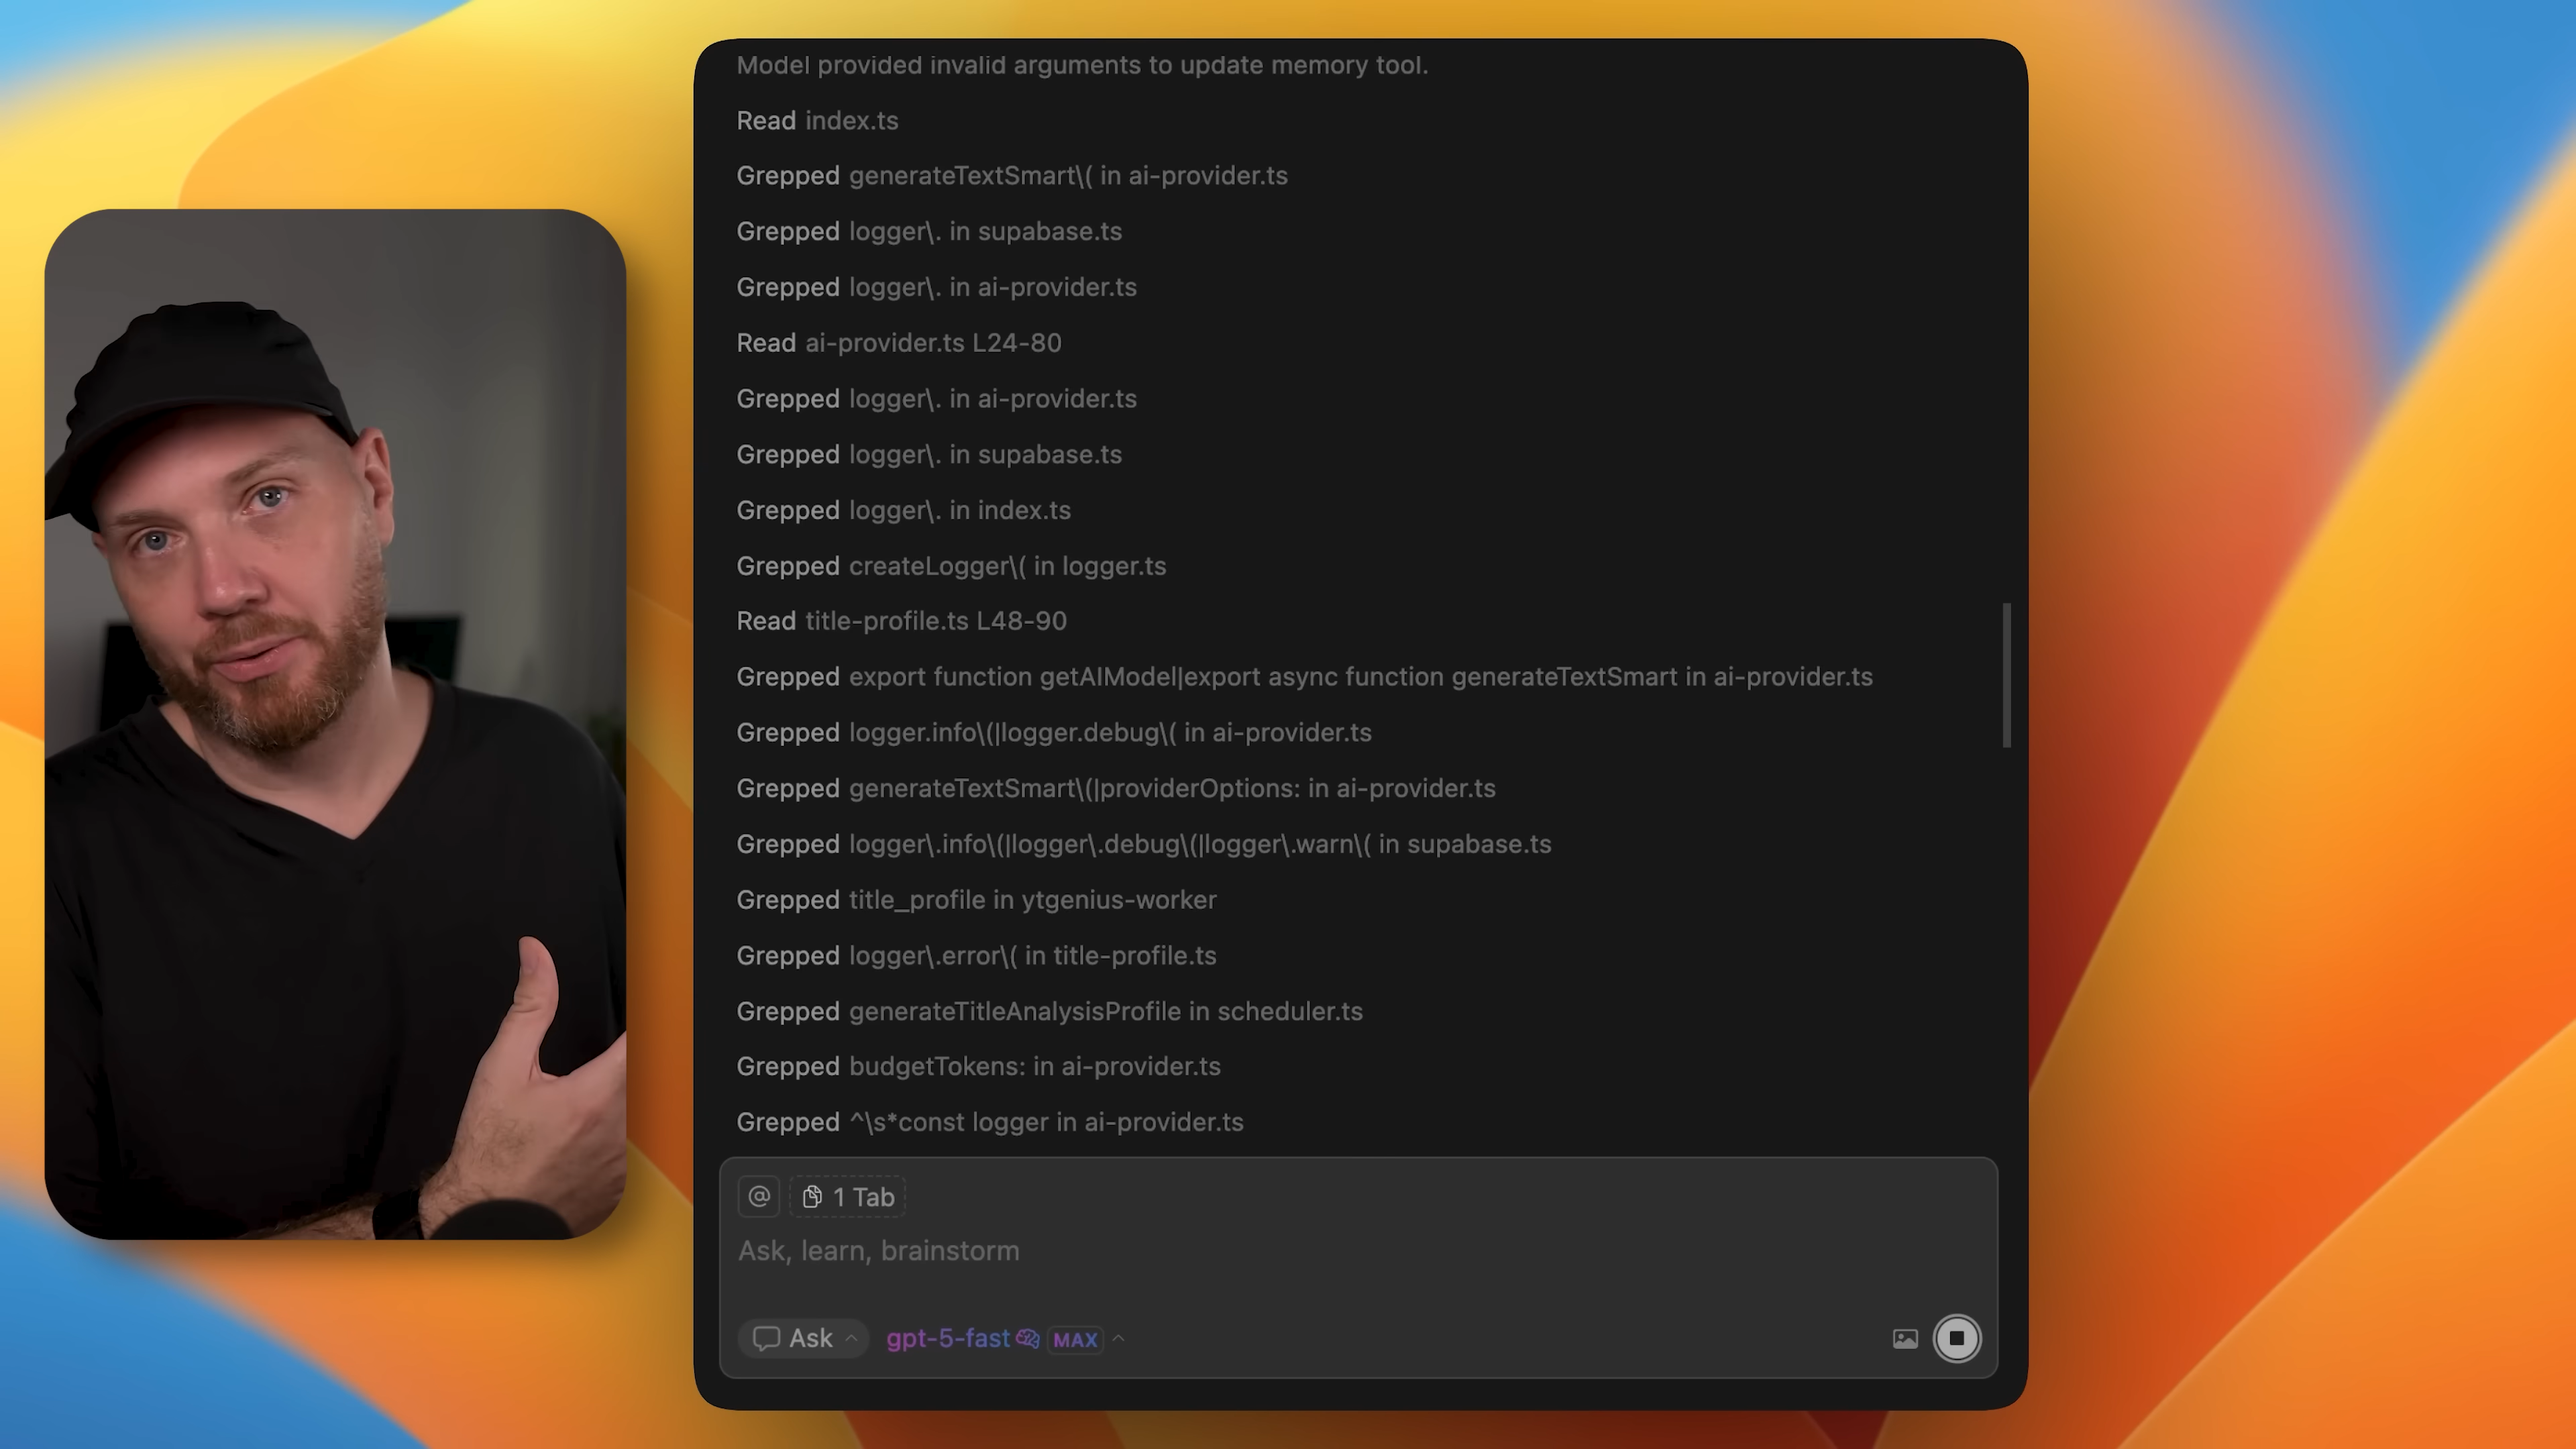 Model provided invalid arguments to update memory tool.
Read index.ts
Grepped generateTextSmart\( in ai-provider.ts
Grepped logger\. in supabase.ts
Grepped logger\. in ai-provider.ts
Read ai-provider.ts L24-80
Grepped logger\. in ai-provider.ts
Grepped logger\. in supabase.ts
Grepped logger\. in index.ts
Grepped createLogger\( in logger.ts
Read title-profile.ts L48-90
Grepped export function getAIModel|export async function generateTextSmart in ai-provider.ts
Grepped logger.info\(|logger.debug\( in ai-provider.ts
Grepped generateTextSmart\(|providerOptions: in ai-provider.ts
Grepped logger\.info\(|logger\.debug\(|logger\.warn\( in supabase.ts
Grepped title_profile in ytgenius-worker
Grepped logger\.error\( in title-profile.ts
Grepped generateTitleAnalysisProfile in scheduler.ts
Grepped budgetTokens: in ai-provider.ts
Grepped ^\s*const logger in ai-provider.ts
@ 1 Tab
Ask, learn, brainstorm
Ask gpt-5-fast MAX